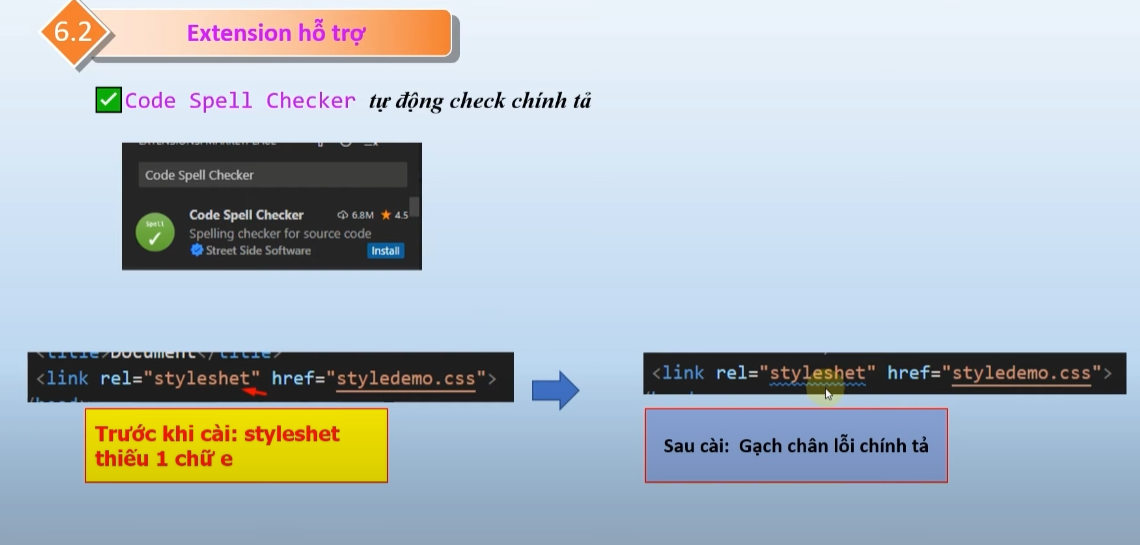 6.2
Extension hỗ trợ
Code Spell Checker tự động check chính tả
Code Spell Checker
Code Spell Checker 6.8M 4.5
Spell
Spelling checker for source code
Street Side Software Install
<title>Document</title>
<link rel="styleshet" href="styledemo.css">
<link rel="styleshet" href="styledemo.css">
Trước khi cài: styleshet
thiếu 1 chữ e
Sau cài: Gạch chân lỗi chính tả